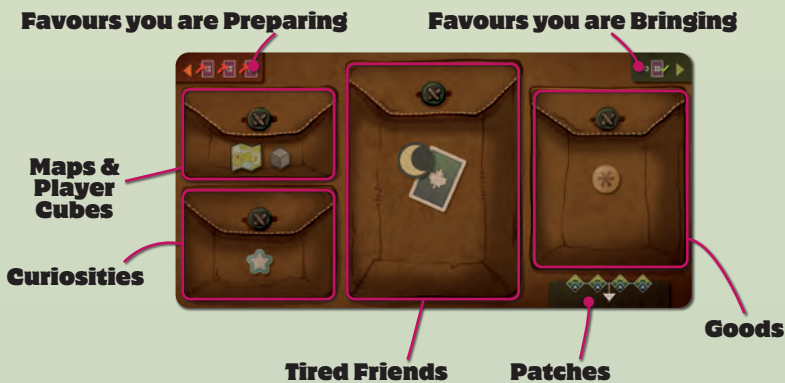 Favours you are Preparing
Favours you are Bringing
Maps &
Player
Cubes
Curiosities
Goods
Tired Friends
Patches